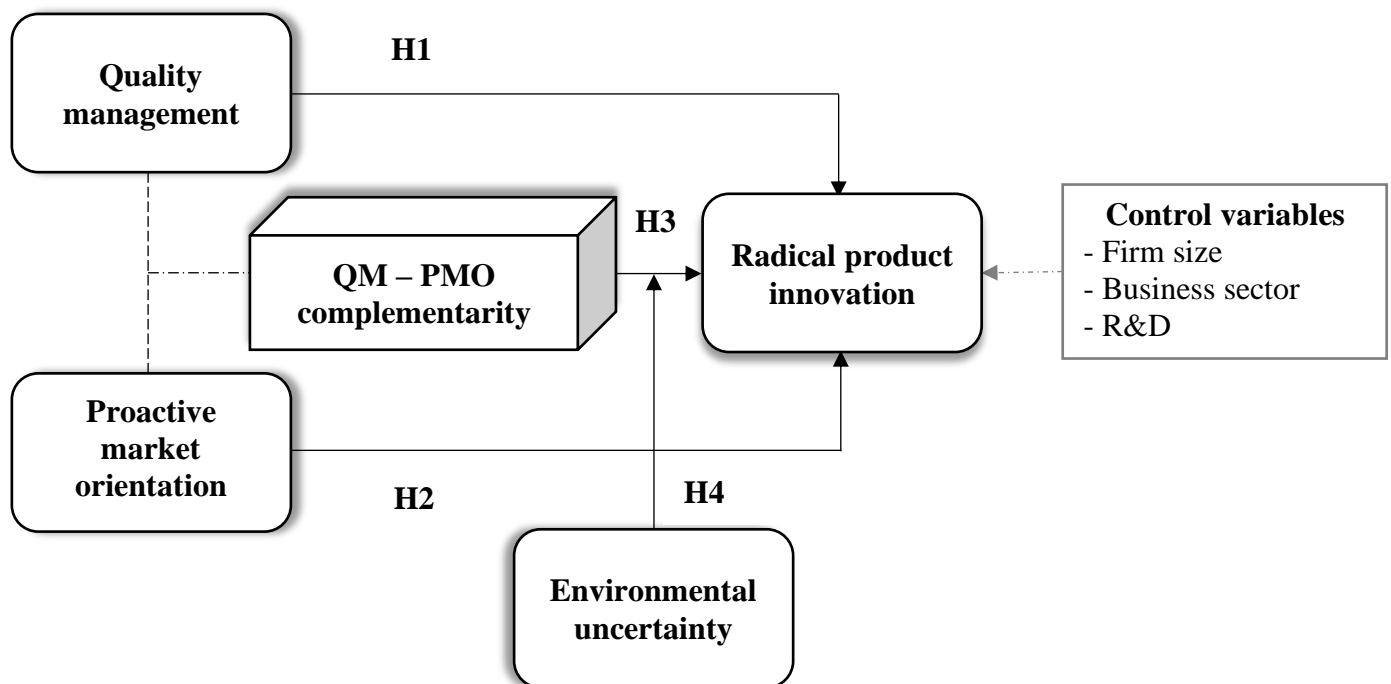 H1
Quality
management
H3
QM – PMO
complementarity
Radical product
innovation
Control variables
- Firm size
- Business sector
- R&D
Proactive
market
orientation
H2
H4
Environmental
uncertainty